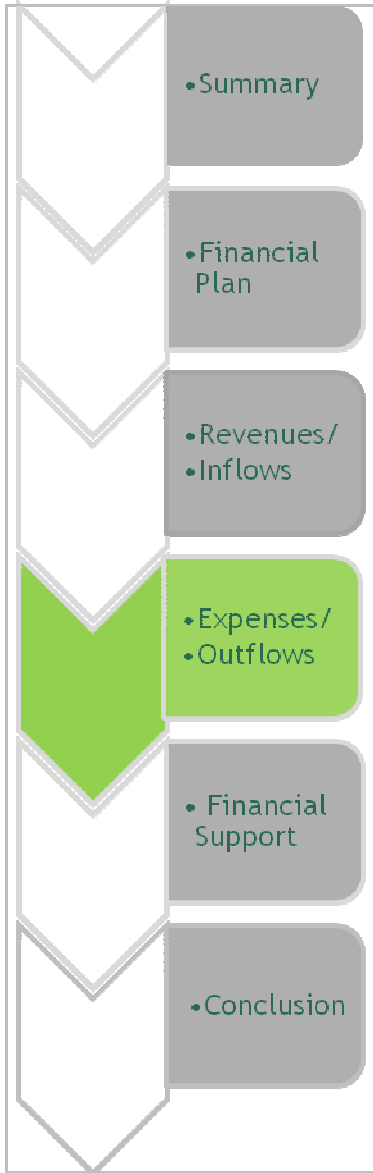 •Summary
•Financial
Plan
•Revenues/
•Inflows
•Expenses/
•Outflows
• Financial
Support
•Conclusion